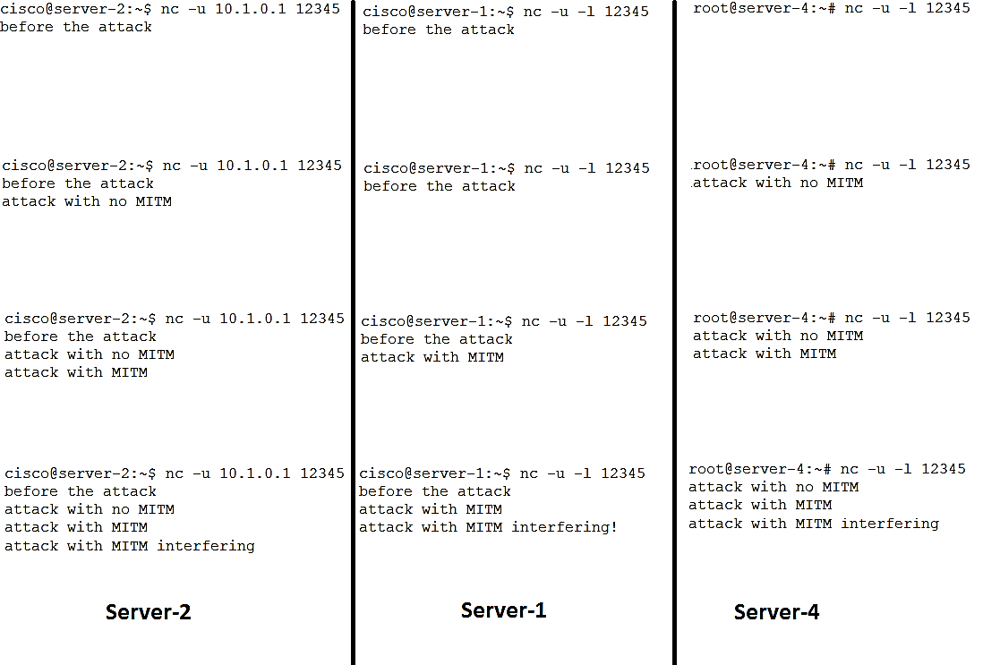 cisco@server-2:~$ nc -u 10.1.0.1 12345
before the attack
cisco@server-2:~$ nc -u 10.1.0.1 12345
before the attack
attack with no MITM
cisco@server-2:~$ nc -u 10.1.0.1 12345
before the attack
attack with no MITM
attack with MITM
cisco@server-2:~$ nc -u 10.1.0.1 12345
before the attack
attack with no MITM
attack with MITM
attack with MITM interfering
Server-2
cisco@server-1:~$ nc -u -l 12345
before the attack
cisco@server-1:~$ nc -u -l 12345
before the attack
cisco@server-1:~$ nc -u -l 12345
before the attack
attack with MITM
cisco@server-1:~$ nc -u -l 12345
before the attack
attack with MITM
attack with MITM interfering!
Server-1
root@server-4:~# nc -u -l 12345
root@server-4:~# nc -u -l 12345
attack with no MITM
root@server-4:~# nc -u -l 12345
attack with no MITM
attack with MITM
root@server-4:~# nc -u -l 12345
attack with no MITM
attack with MITM
attack with MITM interfering
Server-4